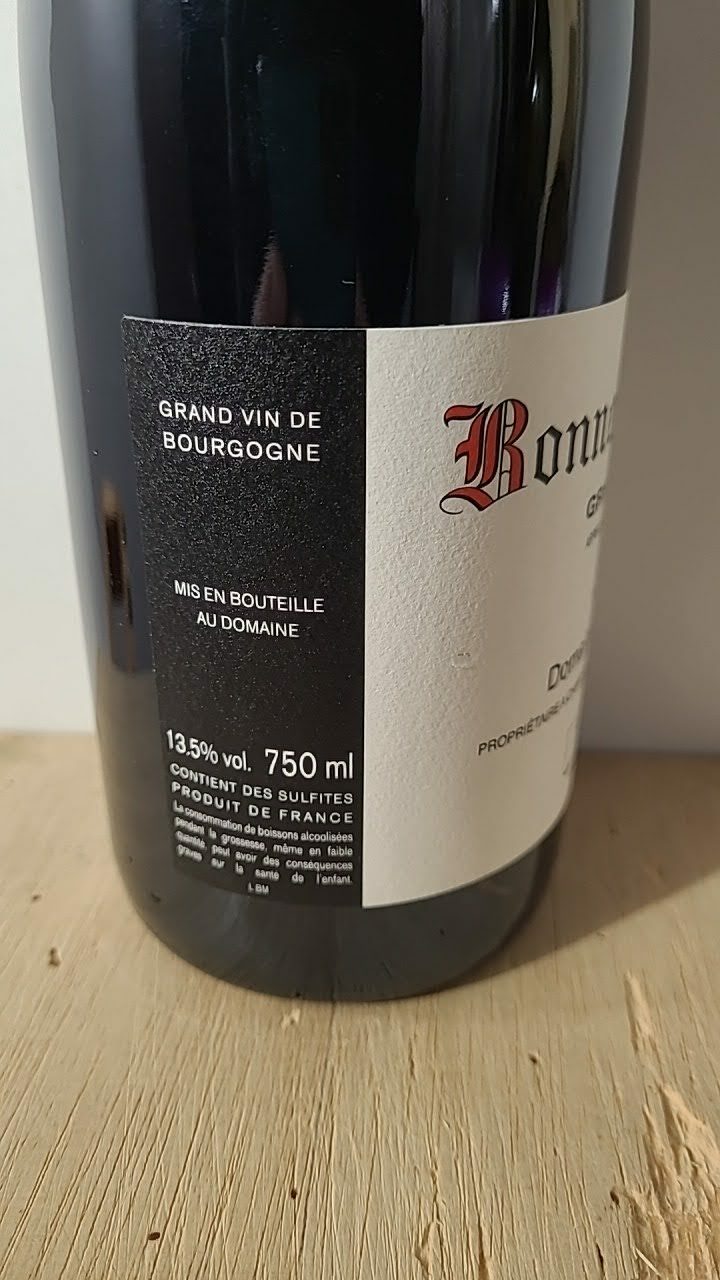 GRAND VIN DE
BOURGOGNE
MIS EN BOUTEILLE
AU DOMAINE
13.5% vol. 750 ml
CONTIENT DES SULFITES
PRODUIT DE FRANCE
La consommation de boissons alcoolisées
pendant la grossesse, même en faible
quantité, peut avoir des conséquences
graves sur la santé de l'enfant.
L BM
Bonn
PROPRIÉTAIRE A